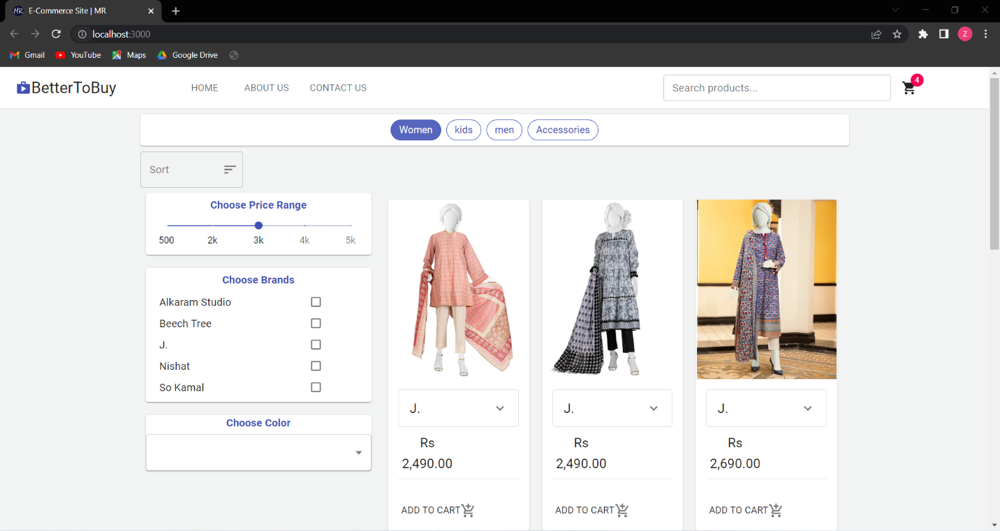 MR E-Commerce Site | MR
localhost:3000
Z
Gmail YouTube Maps Google Drive
BetterToBuy HOME ABOUT US CONTACT US Search products... 4
Women kids men Accessories
Sort
Choose Price Range
500 2k 3k 4k 5k
Choose Brands
Alkaram Studio
Beech Tree
J.
Nishat
So Kamal
Choose Color
J. J. J.
Rs Rs Rs
2,490.00 2,490.00 2,690.00
ADD TO CART ADD TO CART ADD TO CART